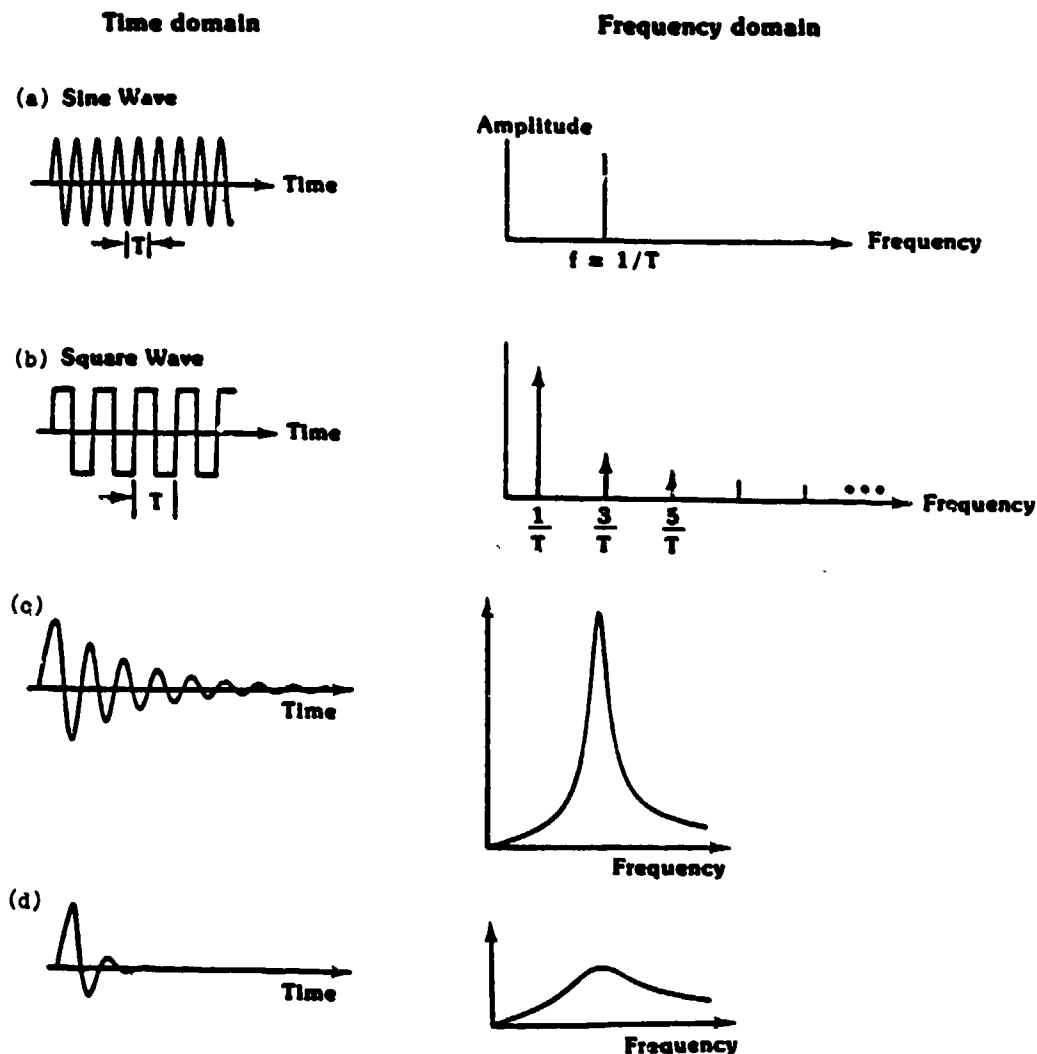 Time domain
Frequency domain
(a) Sine Wave
Amplitude
Time
T
Frequency
f = 1/T
(b) Square Wave
Time
T
Frequency
1/T
3/T
5/T
(c)
Time
Frequency
(d)
Time
Frequency